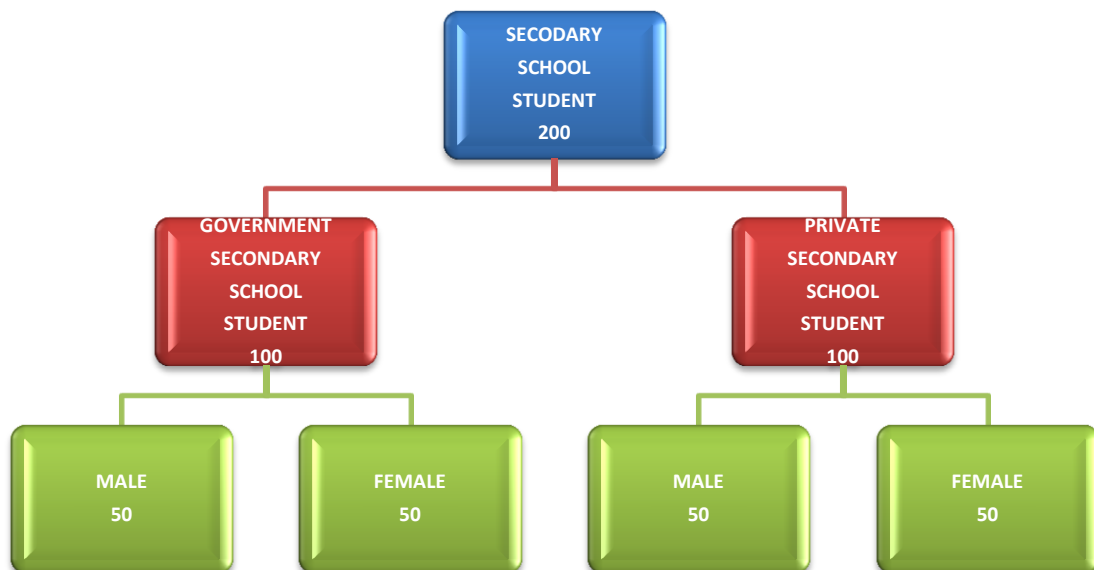 SECODARY
SCHOOL
STUDENT
200
GOVERNMENT
SECONDARY
SCHOOL
STUDENT
100
PRIVATE
SECONDARY
SCHOOL
STUDENT
100
MALE
50
FEMALE
50
MALE
50
FEMALE
50